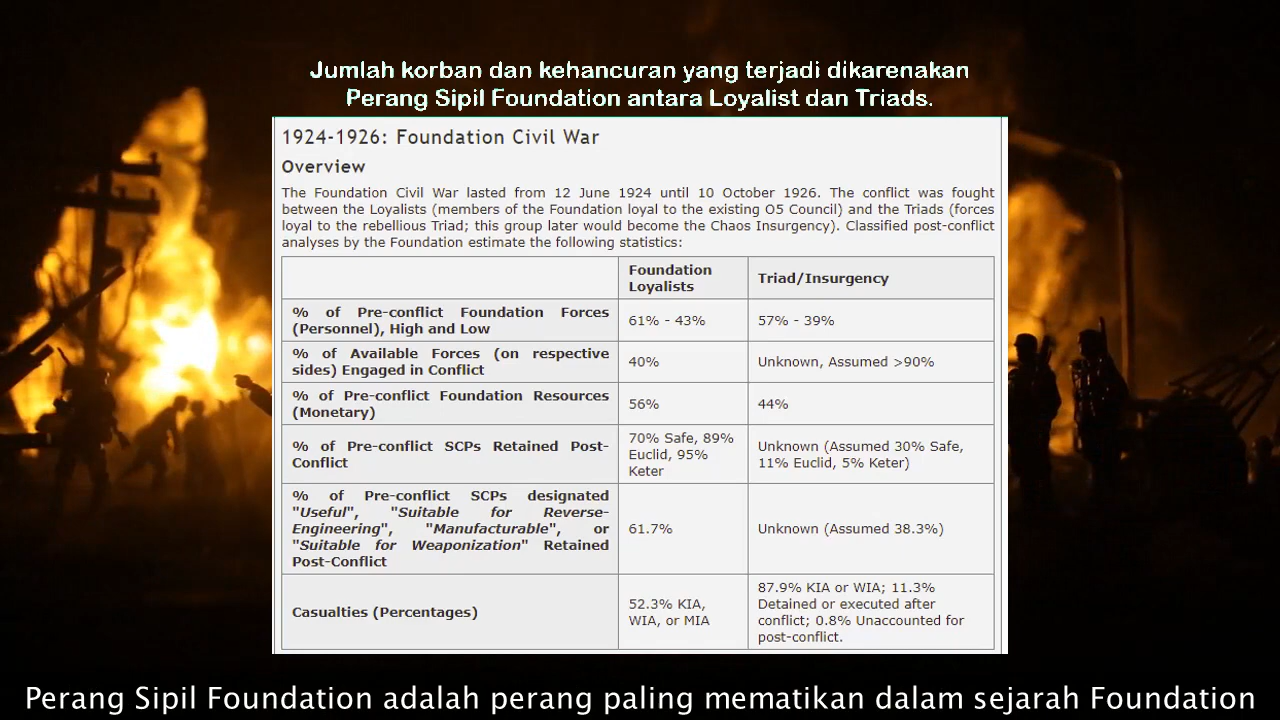 Jumlah korban dan kehancuran yang terjadi dikarenakan
Perang Sipil Foundation antara Loyalist dan Triads.
1924-1926: Foundation Civil War
Overview
The Foundation Civil War lasted from 12 June 1924 until 10 October 1926. The conflict was fought
between the Loyalists (members of the Foundation loyal to the existing O5 Council) and the Triads (forces
loyal to the rebellious Triad; this group later would become the Chaos Insurgency). Classified post-conflict
analyses by the Foundation estimate the following statistics:
Foundation
Loyalists
Triad/Insurgency
% of Pre-conflict Foundation Forces
(Personnel), High and Low
61% - 43%
57% - 39%
% of Available Forces (on respective
sides) Engaged in Conflict
40%
Unknown, Assumed >90%
% of Pre-conflict Foundation Resources
(Monetary)
56%
44%
% of Pre-conflict SCPs Retained Post-
Conflict
70% Safe, 89%
Euclid, 95%
Keter
Unknown (Assumed 30% Safe,
11% Euclid, 5% Keter)
% of Pre-conflict SCPs designated
"Useful", "Suitable for Reverse-
Engineering", "Manufacturable", or
"Suitable for Weaponization" Retained
Post-Conflict
61.7%
Unknown (Assumed 38.3%)
Casualties (Percentages)
52.3% KIA,
WIA, or MIA
87.9% KIA or WIA; 11.3%
Detained or executed after
conflict; 0.8% Unaccounted for
post-conflict.
Perang Sipil Foundation adalah perang paling mematikan dalam sejarah Foundation